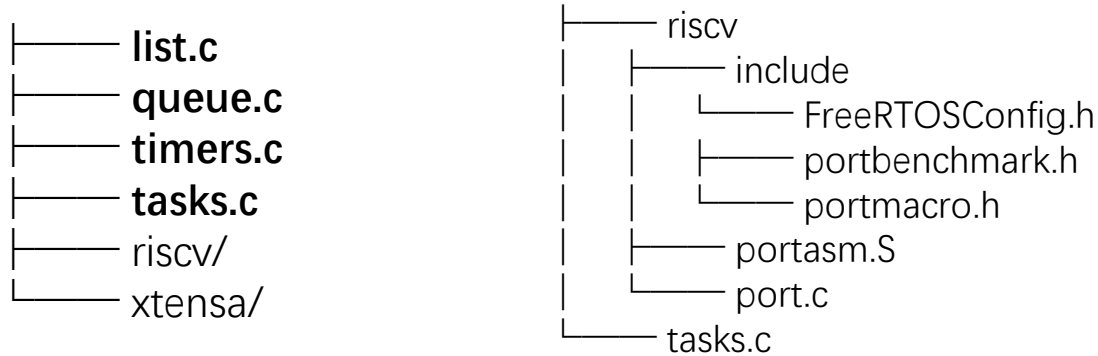 list.c
queue.c
timers.c
tasks.c
riscv/
xtensa/
riscv
include
FreeRTOSConfig.h
portbenchmark.h
portmacro.h
portasm.S
port.c
tasks.c